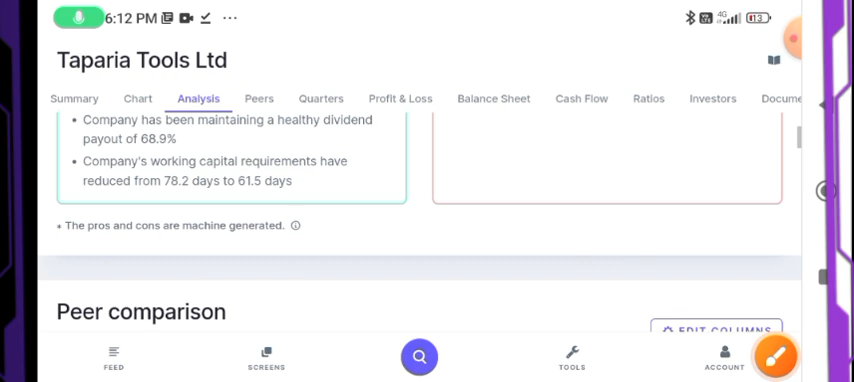 6:12 PM ...
4G 13
Taparia Tools Ltd
Summary Chart Analysis Peers Quarters Profit & Loss Balance Sheet Cash Flow Ratios Investors Docume
• Company has been maintaining a healthy dividend
payout of 68.9%
• Company's working capital requirements have
reduced from 78.2 days to 61.5 days
* The pros and cons are machine generated.
Peer comparison
EDIT COLUMNS
FEED SCREENS TOOLS ACCOUNT